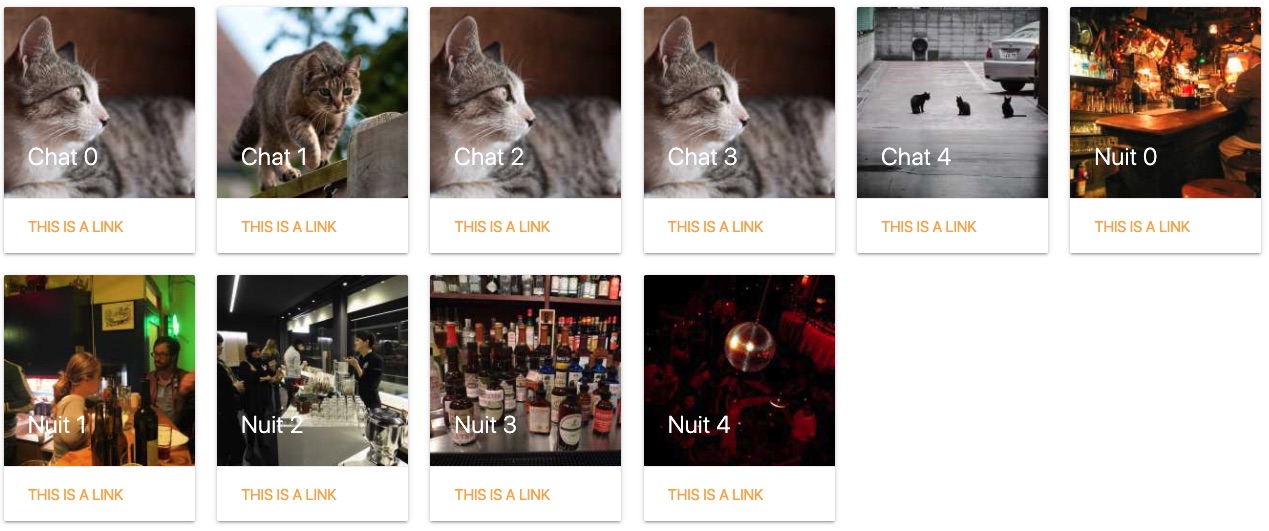 Chat 0
Chat 1
Chat 2
Chat 3
Chat 4
Nuit 0
THIS IS A LINK
THIS IS A LINK
THIS IS A LINK
THIS IS A LINK
THIS IS A LINK
THIS IS A LINK
Nuit 1
Nuit 2
Nuit 3
Nuit 4
THIS IS A LINK
THIS IS A LINK
THIS IS A LINK
THIS IS A LINK